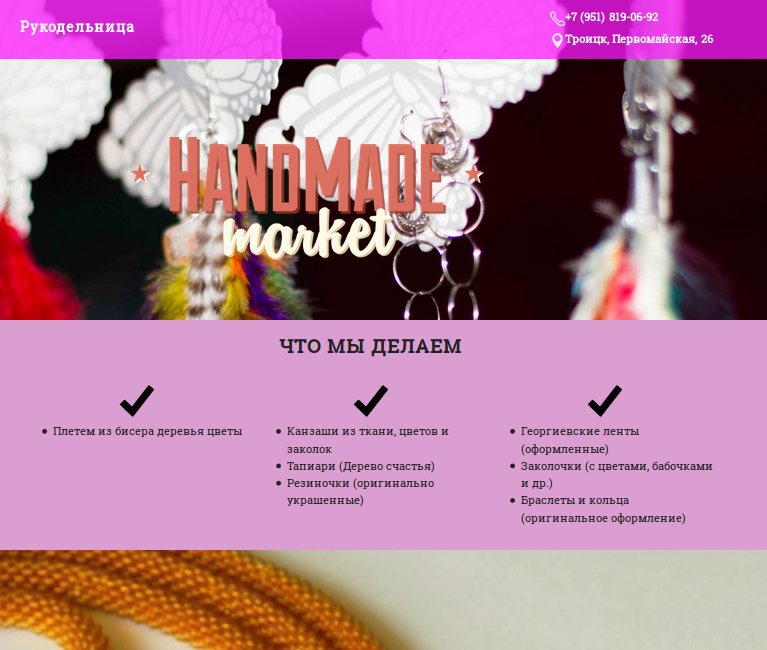 Рукодельница
+7 (951) 819-06-92
Троицк, Первомайская, 26
HANDMADE
market
ЧТО МЫ ДЕЛАЕМ
Плетем из бисера деревья цветы
Канзаши из ткани, цветов и
заколок
Тапиари (Дерево счастья)
Резиночки (оригинально
украшенные)
Георгиевские ленты
(оформленные)
Заколочки (с цветами, бабочками
и др.)
Браслеты и кольца
(оригинальное оформление)